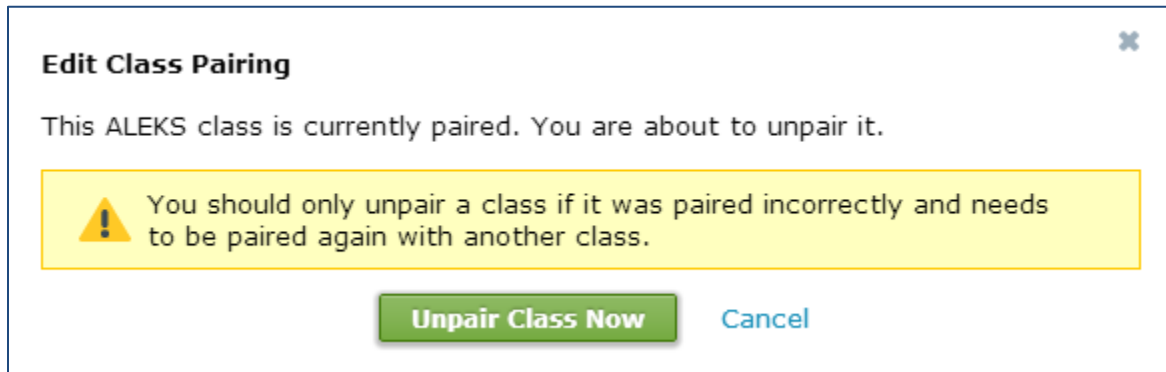 Edit Class Pairing
This ALEKS class is currently paired. You are about to unpair it.
You should only unpair a class if it was paired incorrectly and needs
to be paired again with another class.
Unpair Class Now
Cancel